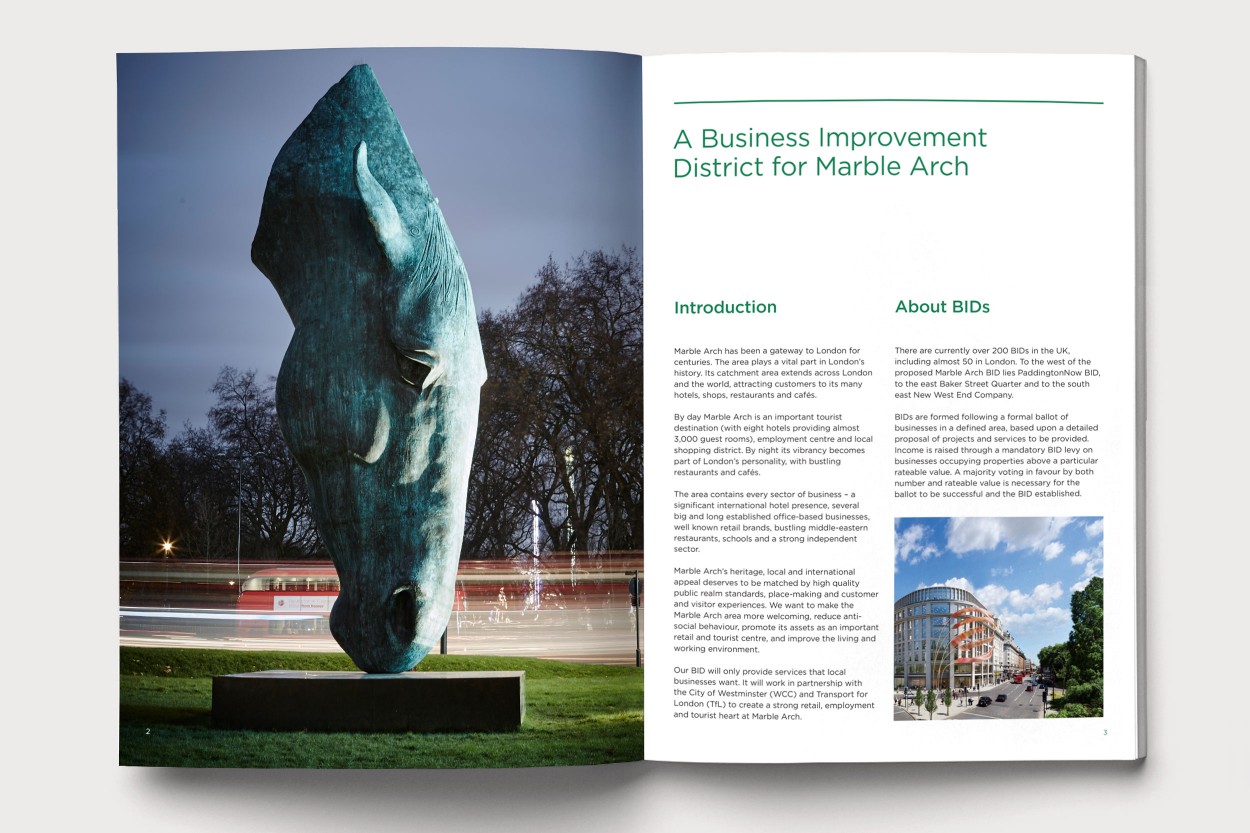 A Business Improvement
District for Marble Arch
Introduction
Marble Arch has been a gateway to London for
centuries. The area plays a vital part in London's
history. Its catchment area extends across London
and the world, attracting customers to its many
hotels, shops, restaurants and cafés.
By day Marble Arch is an important tourist
destination (with eight hotels providing almost
3,000 guest rooms), employment centre and local
shopping district. By night its vibrancy becomes
part of London's personality, with bustling
restaurants and cafés.
The area contains every sector of business – a
significant international hotel presence, several
big and long established office-based businesses,
well known retail brands, bustling middle-eastern
restaurants, schools and a strong independent
sector.
Marble Arch's heritage, local and international
appeal deserves to be matched by high quality
public realm standards, place-making and customer
and visitor experiences. We want to make the
Marble Arch area more welcoming, reduce anti-
social behaviour, promote its assets as an important
retail and tourist centre, and improve the living and
working environment.
Our BID will only provide services that local
businesses want. It will work in partnership with
the City of Westminster (WCC) and Transport for
London (TfL) to create a strong retail, employment
and tourist heart at Marble Arch.
About BIDs
There are currently over 200 BIDs in the UK,
including almost 50 in London. To the west of the
proposed Marble Arch BID lies PaddingtonNow BID,
to the east Baker Street Quarter and to the south
east New West End Company.
BIDs are formed following a formal ballot of
businesses in a defined area, based upon a detailed
proposal of projects and services to be provided.
Income is raised through a mandatory BID levy on
businesses occupying properties above a particular
rateable value. A majority voting in favour by both
number and rateable value is necessary for the
ballot to be successful and the BID established.
2
3